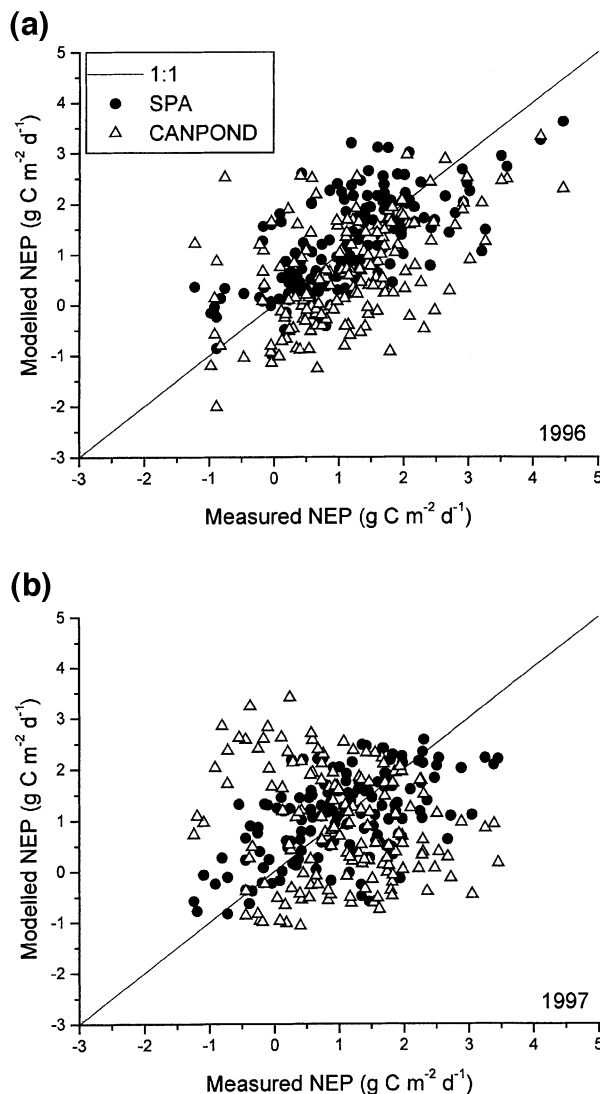 (a)
5
4
3
2
1
0
-1
-2
-3
Modelled NEP (g C m⁻² d⁻¹)
1:1
SPA
CANPOND
1996
-3 -2 -1 0 1 2 3 4 5
Measured NEP (g C m⁻² d⁻¹)
(b)
5
4
3
2
1
0
-1
-2
-3
Modelled NEP (g C m⁻² d⁻¹)
1997
-3 -2 -1 0 1 2 3 4 5
Measured NEP (g C m⁻² d⁻¹)